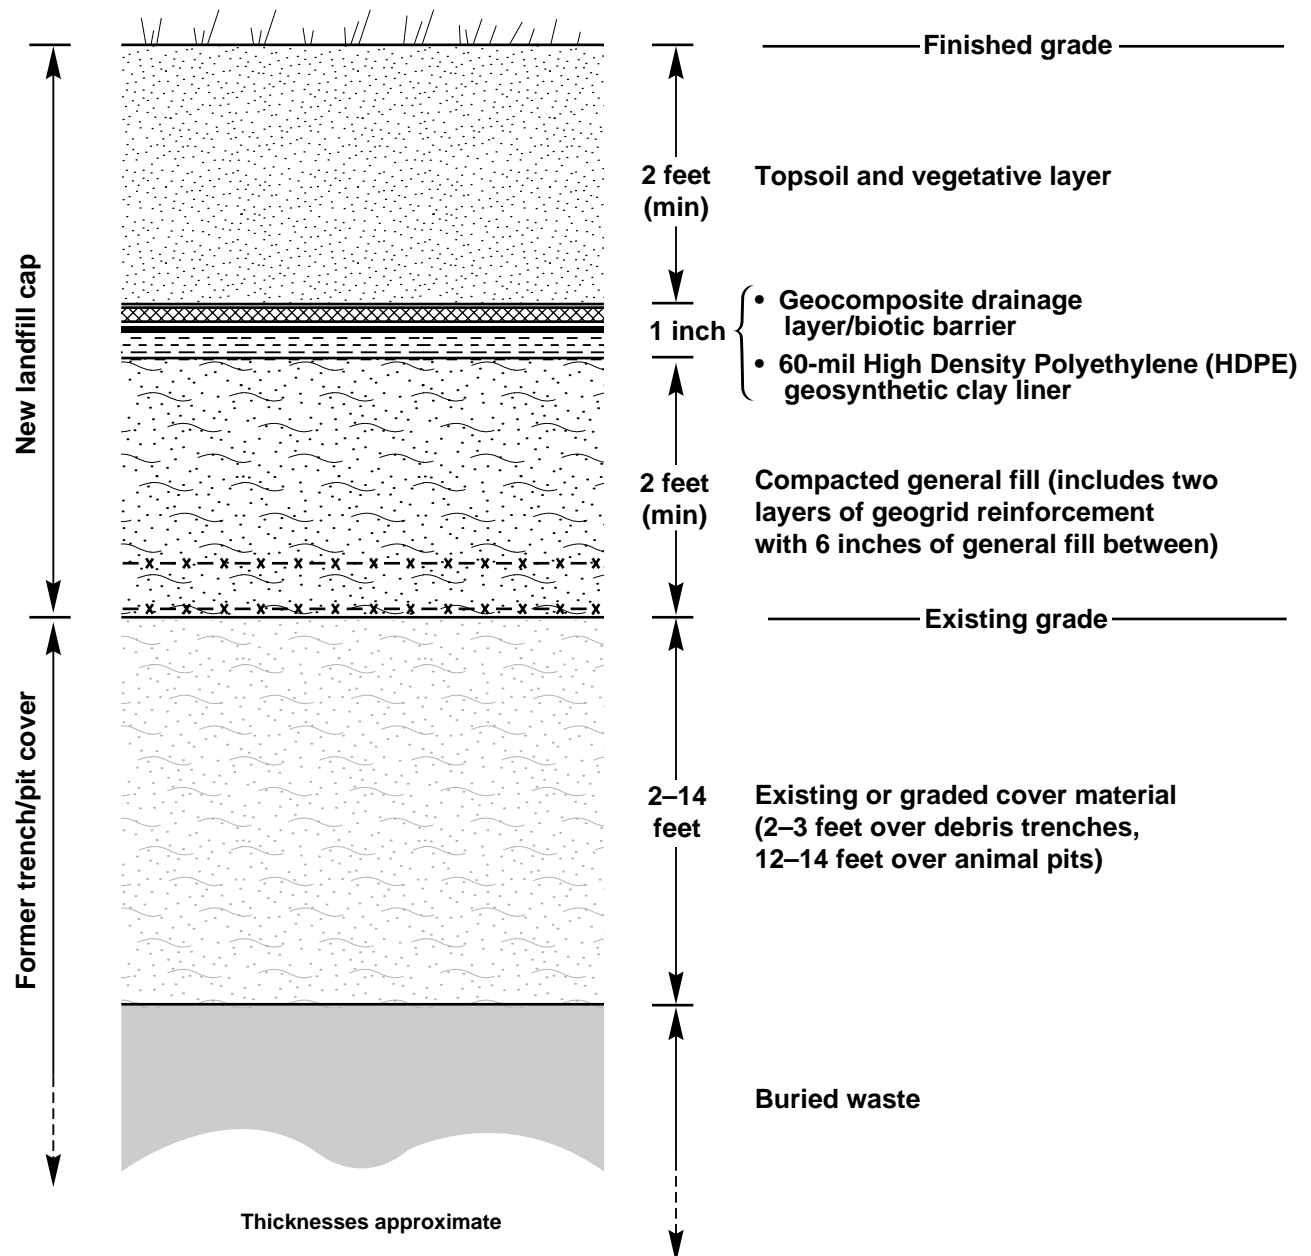 Finished grade
2 feet
(min)
Topsoil and vegetative layer
New landfill cap
1 inch
• Geocomposite drainage
layer/biotic barrier
• 60-mil High Density Polyethylene (HDPE)
geosynthetic clay liner
2 feet
(min)
Compacted general fill (includes two
layers of geogrid reinforcement
with 6 inches of general fill between)
Existing grade
Former trench/pit cover
2–14
feet
Existing or graded cover material
(2–3 feet over debris trenches,
12–14 feet over animal pits)
Buried waste
Thicknesses approximate